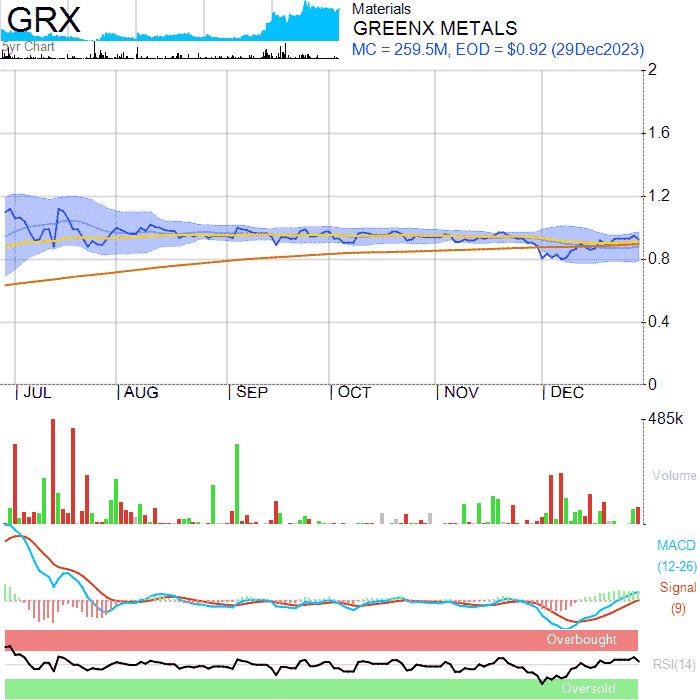 GRX
5yr Chart
Materials
GREENX METALS
MC = 259.5M, EOD = $0.92 (29Dec2023)
2
1.6
1.2
0.8
0.4
0
JUL AUG SEP OCT NOV DEC
485k
Volume
MACD
(12-26)
Signal
(9)
Overbought
RSI(14)
Oversold